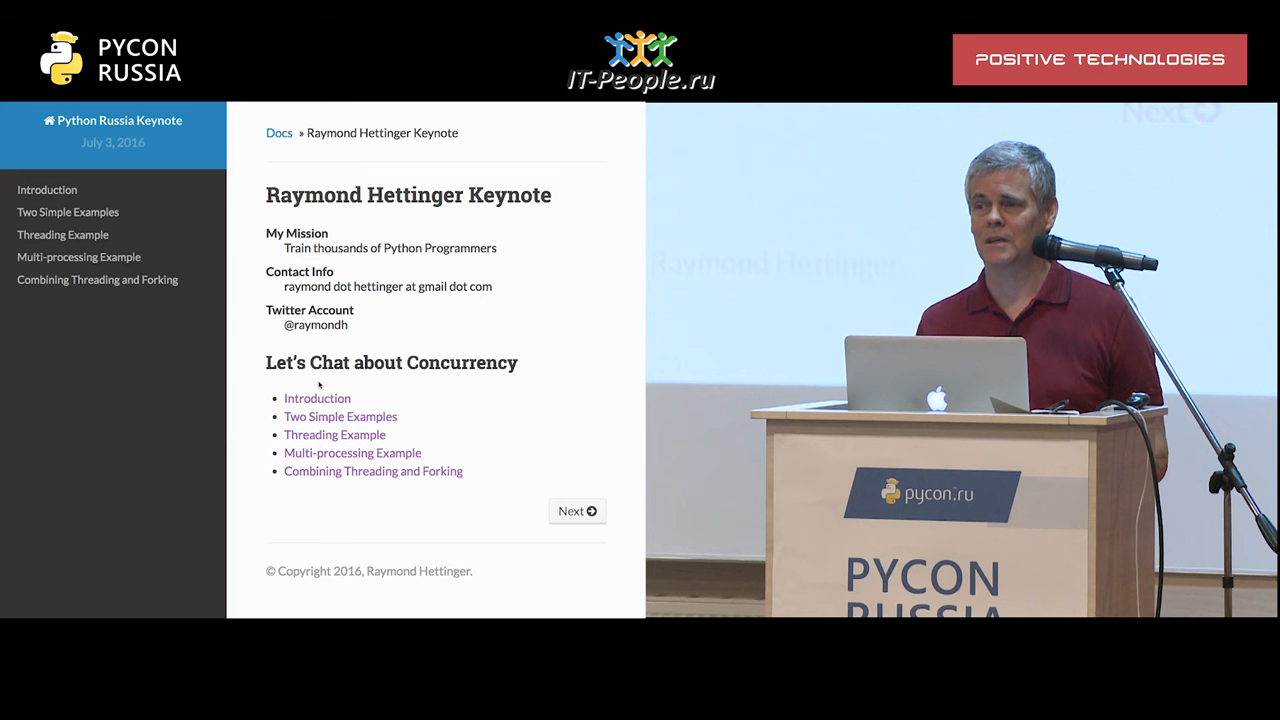 PYCON
RUSSIA
IT-People.ru
POSITIVE TECHNOLOGIES
Python Russia Keynote
July 3, 2016
Introduction
Two Simple Examples
Threading Example
Multi-processing Example
Combining Threading and Forking
Docs » Raymond Hettinger Keynote
Raymond Hettinger Keynote
My Mission
Train thousands of Python Programmers
Contact Info
raymond dot hettinger at gmail dot com
Twitter Account
@raymondh
Let's Chat about Concurrency
Introduction
Two Simple Examples
Threading Example
Multi-processing Example
Combining Threading and Forking
Next
© Copyright 2016, Raymond Hettinger.
Next
Raymond Hettinger.
pycon.ru
PYCON
RUSSIA